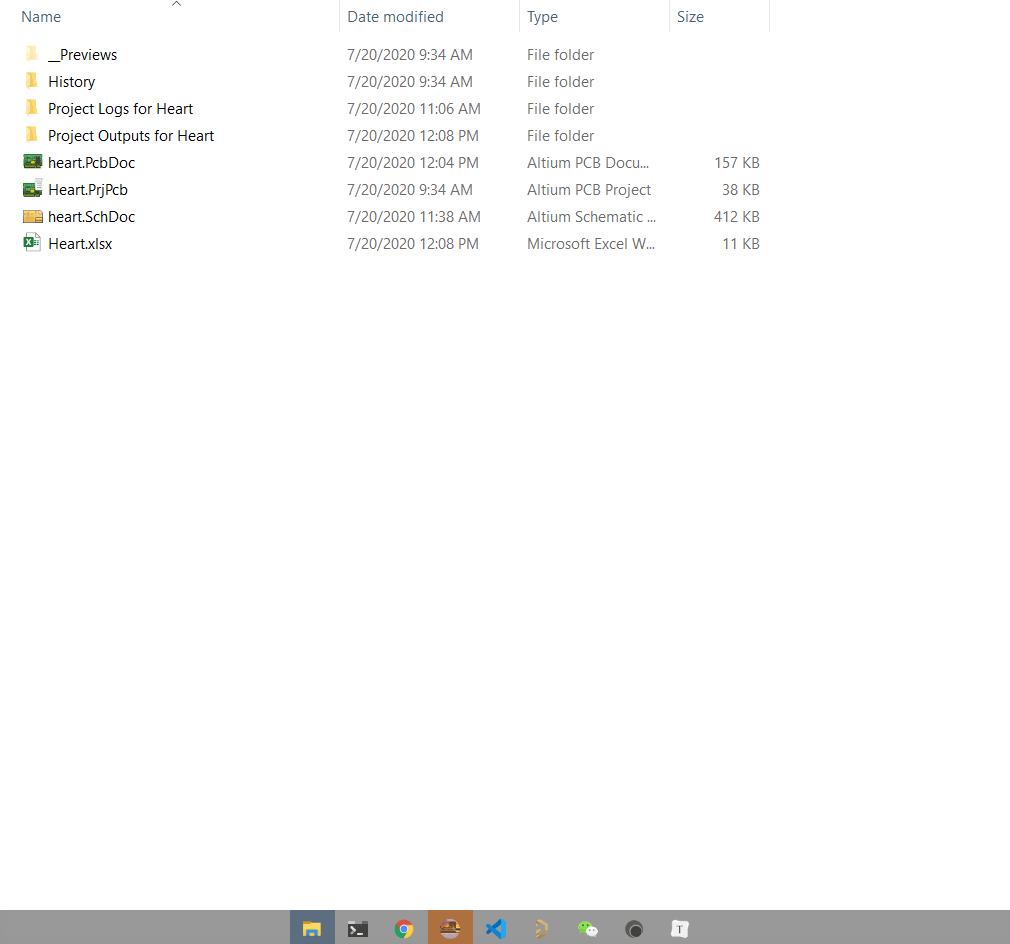 Name Date modified Type Size
__Previews 7/20/2020 9:34 AM File folder
History 7/20/2020 9:34 AM File folder
Project Logs for Heart 7/20/2020 11:06 AM File folder
Project Outputs for Heart 7/20/2020 12:08 PM File folder
heart.PcbDoc 7/20/2020 12:04 PM Altium PCB Docu... 157 KB
Heart.PrjPcb 7/20/2020 9:34 AM Altium PCB Project 38 KB
heart.SchDoc 7/20/2020 11:38 AM Altium Schematic ... 412 KB
Heart.xlsx 7/20/2020 12:08 PM Microsoft Excel W... 11 KB
T